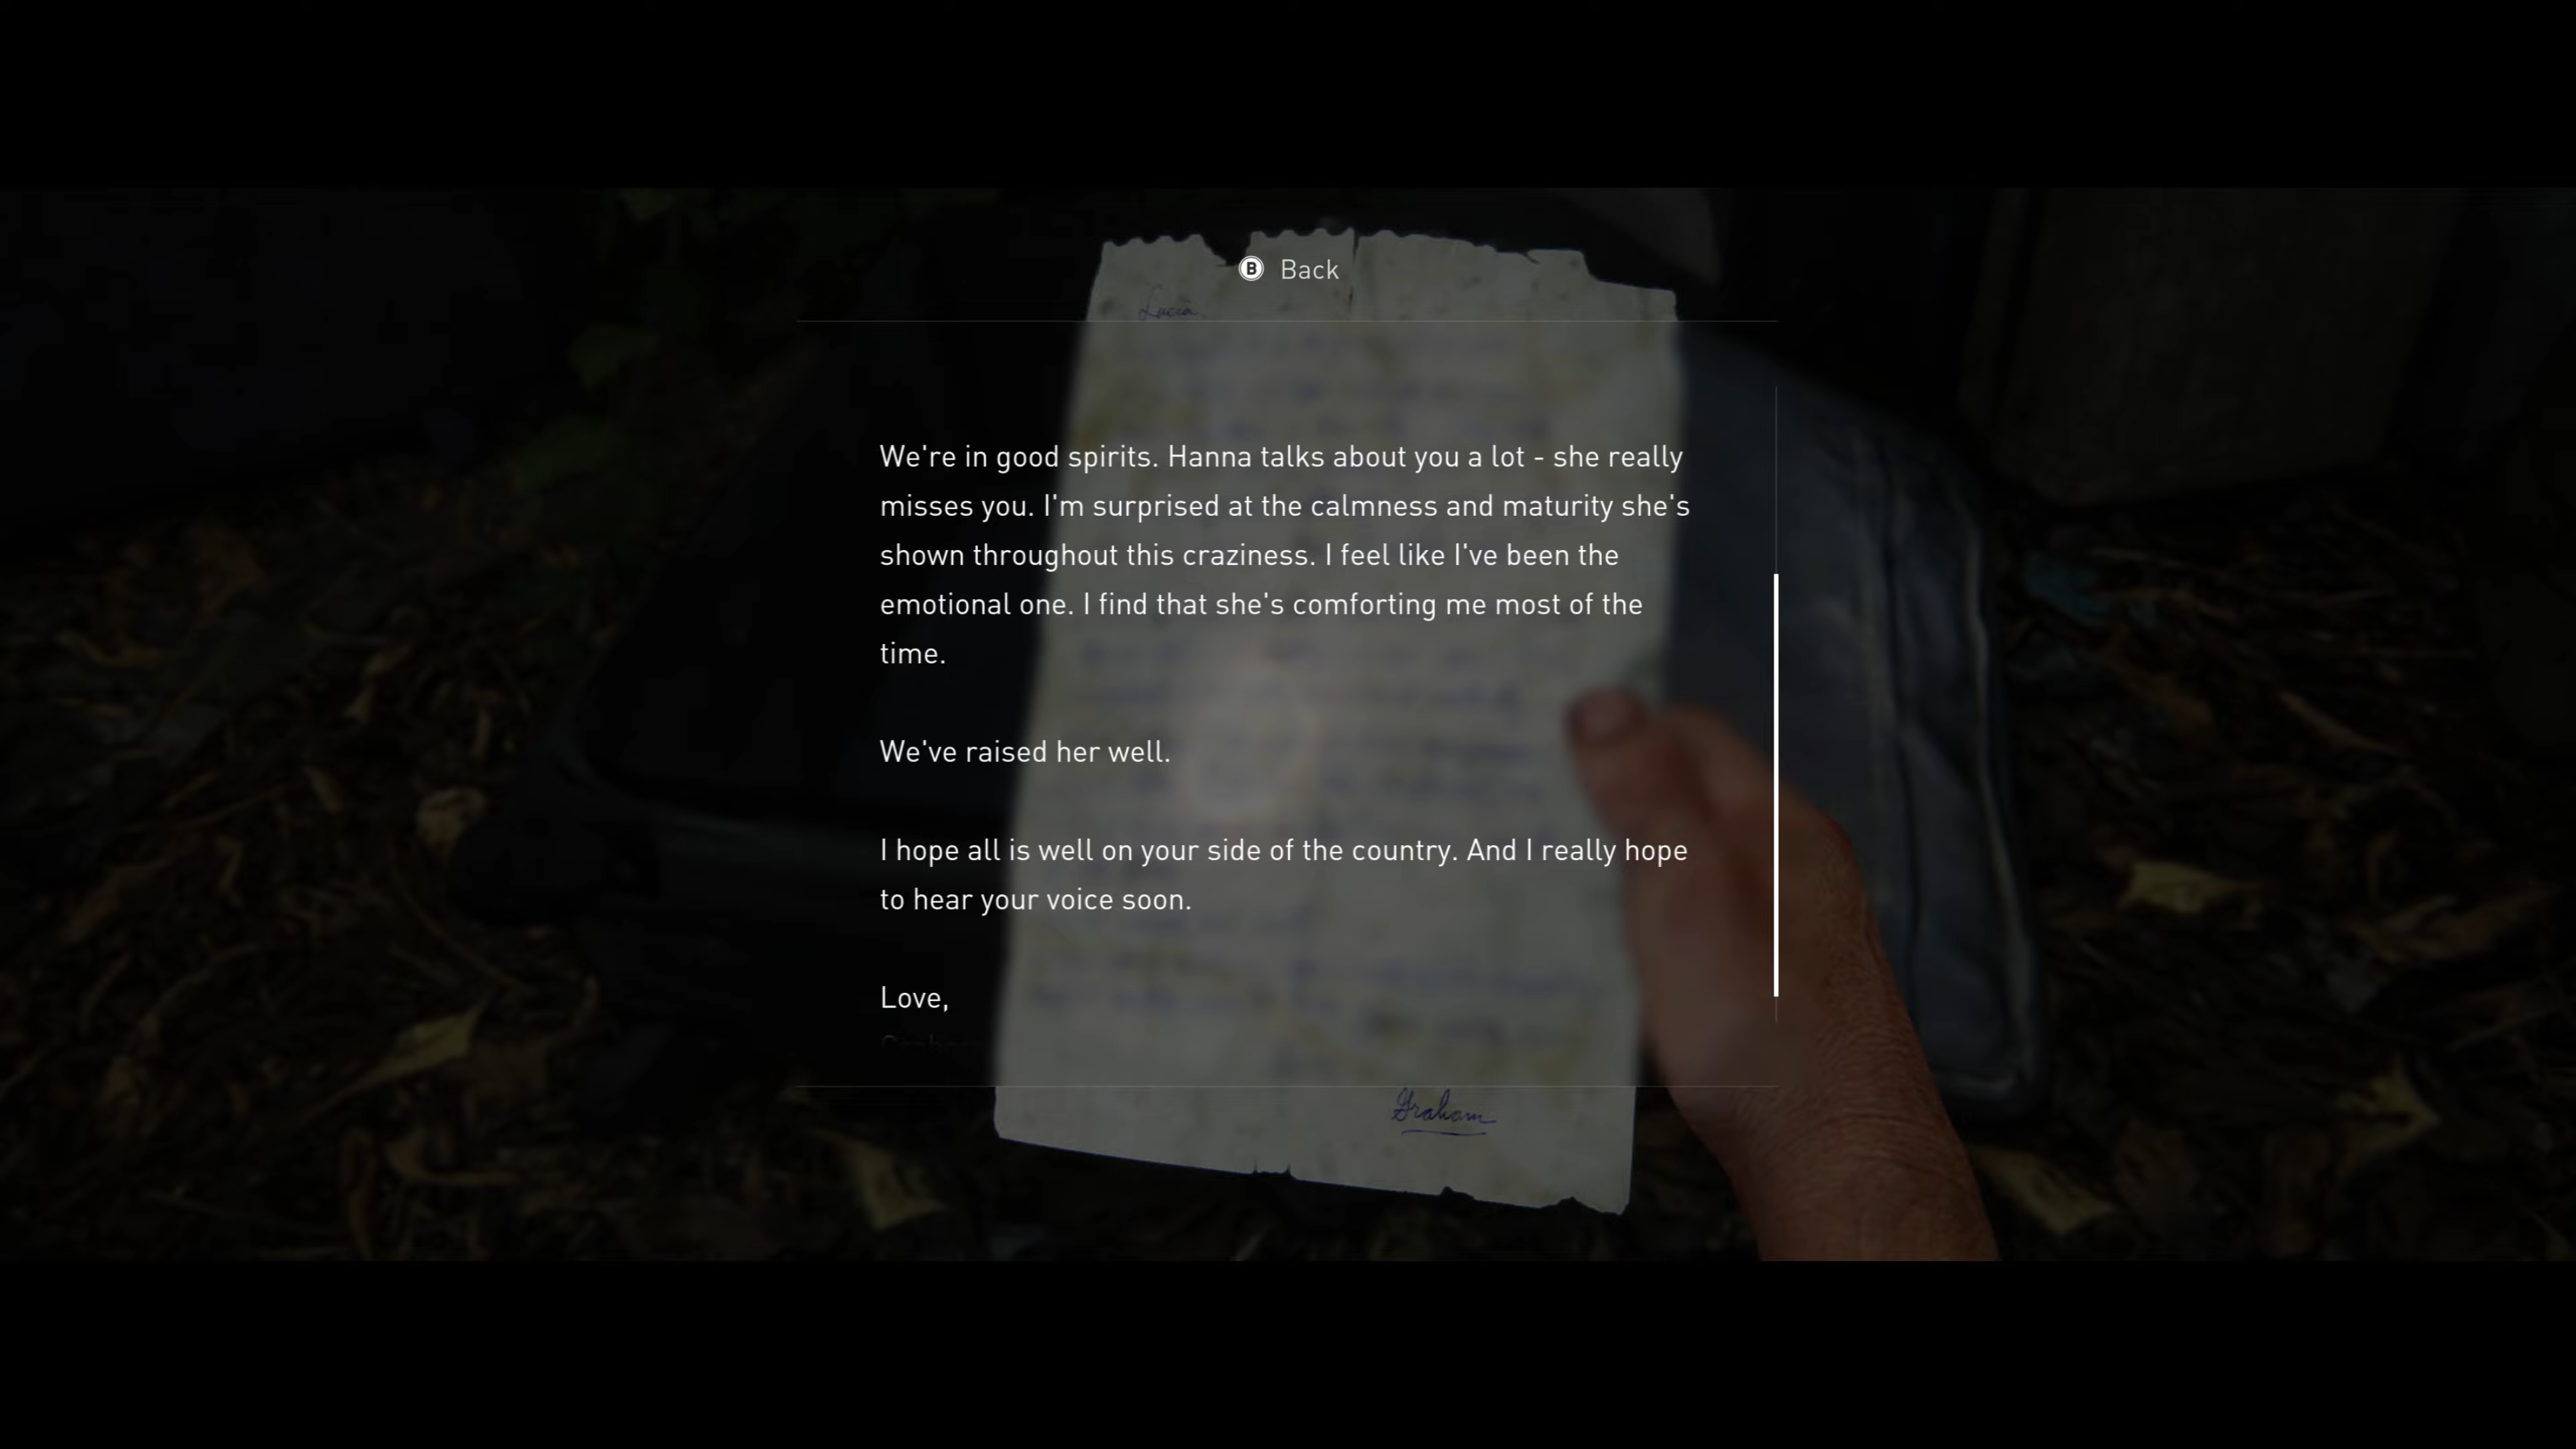 B Back
Lucia
We're in good spirits. Hanna talks about you a lot - she really
misses you. I'm surprised at the calmness and maturity she's
shown throughout this craziness. I feel like I've been the
emotional one. I find that she's comforting me most of the
time.
We've raised her well.
I hope all is well on your side of the country. And I really hope
to hear your voice soon.
Love,
Graham
Graham